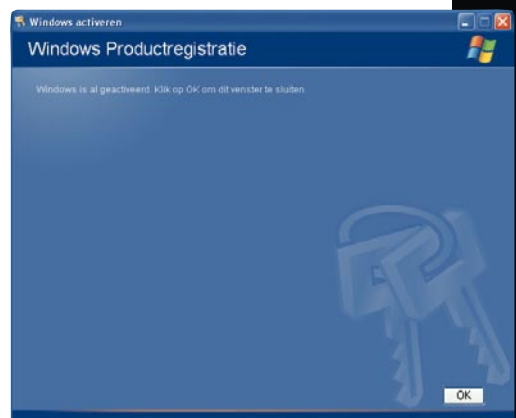 Windows activeren
Windows Productregistratie
Windows is al geactiveerd. Klik op OK om dit venster te sluiten.
OK